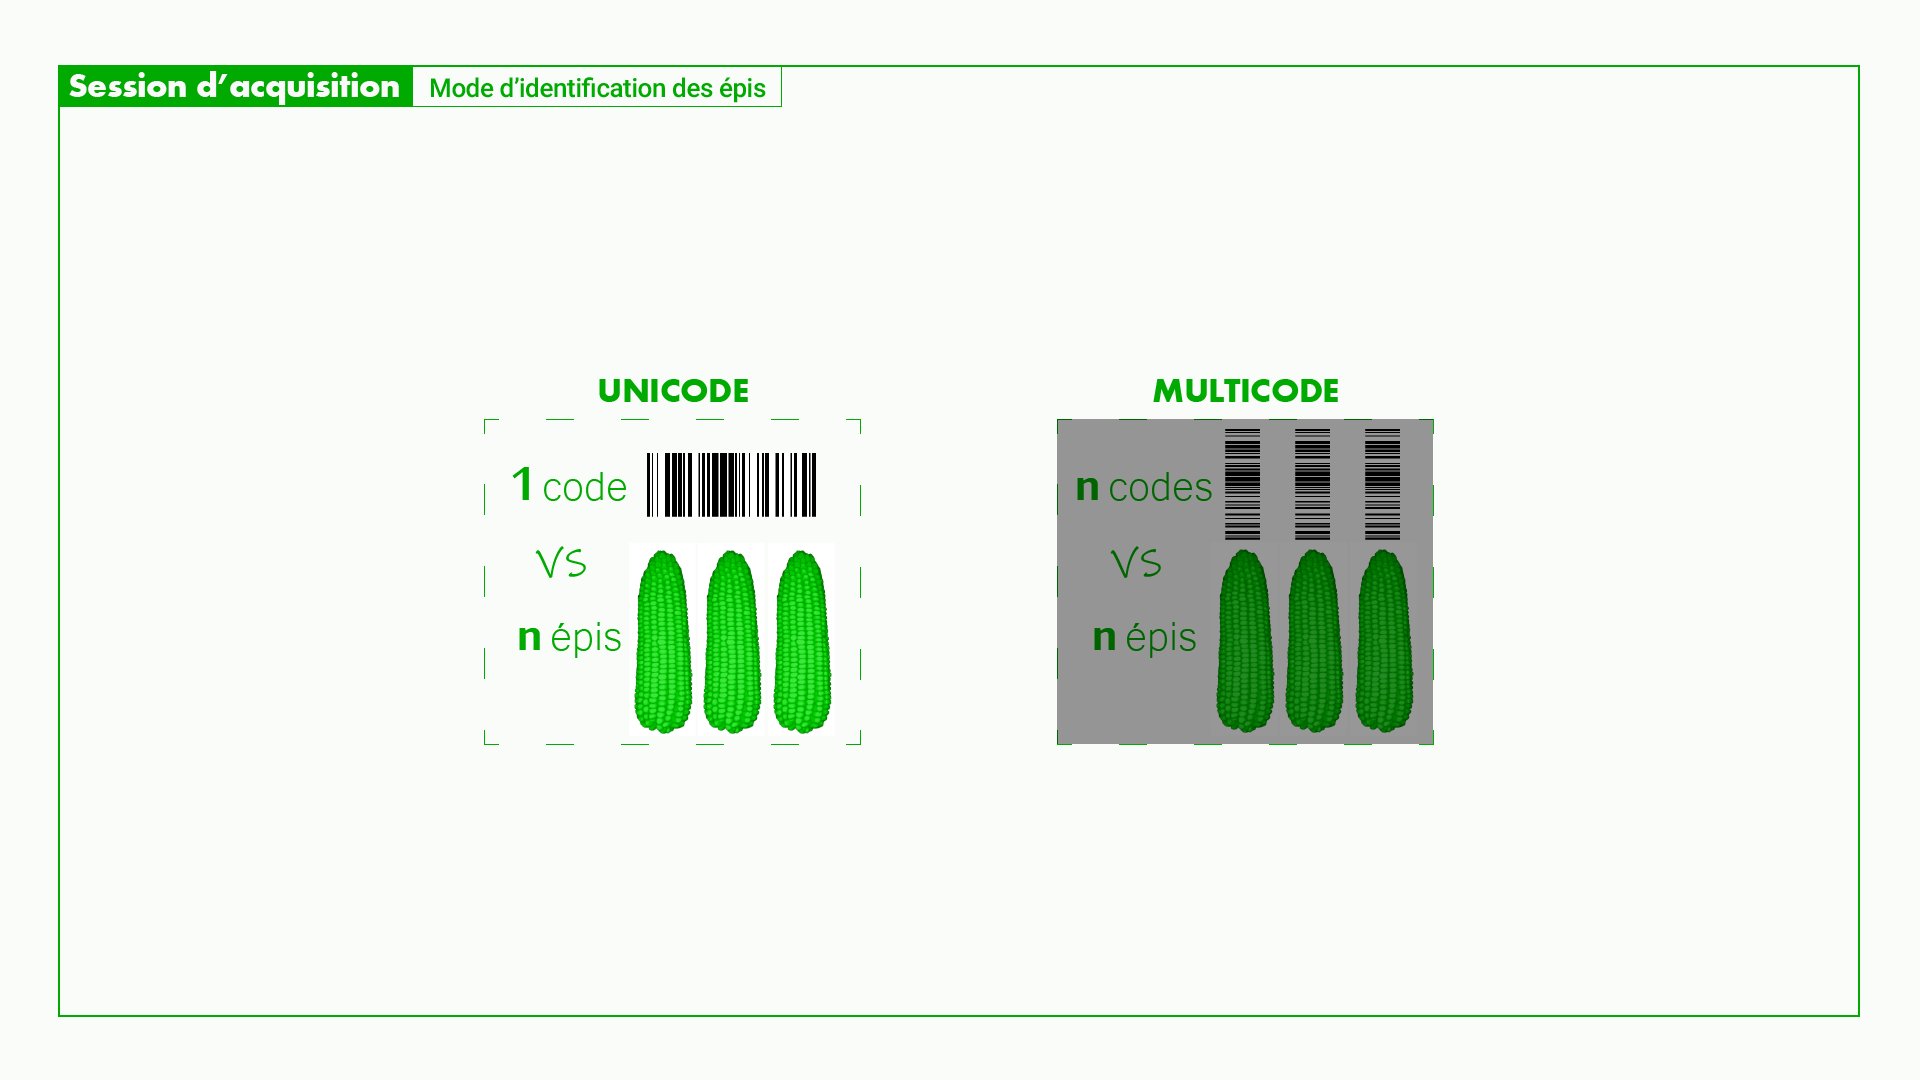 Session d’acquisition
Mode d’identification des épis
UNICODE
1 code
VS
n épis
MULTICODE
n codes
VS
n épis